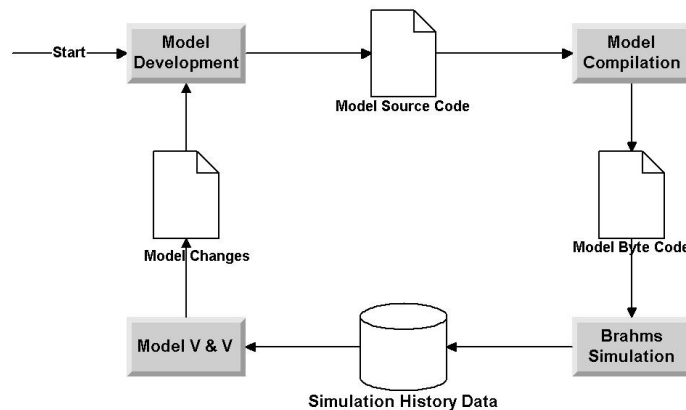 Start
Model
Development
Model Source Code
Model
Compilation
Model Changes
Model Byte Code
Model V & V
Simulation History Data
Brahms
Simulation